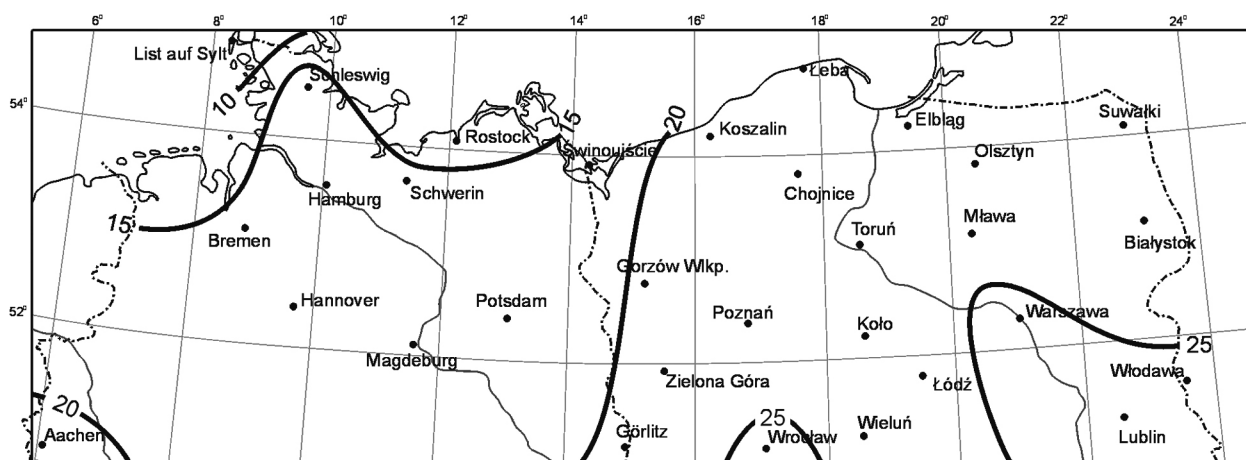 6° 8° 10° 12° 14° 16° 18° 20° 22° 24°
List auf Sylt
Schleswig
10
54°
Łeba
Suwałki
Rostock
15
20
Koszalin
Elbląg
Świnoujście
Olsztyn
Hamburg
Schwerin
Chojnice
15
Bremen
Toruń
Mława
Białystok
Gorzów Wlkp.
Hannover
Potsdam
Poznań
52°
Koło
Warszawa
Magdeburg
25
Zielona Góra
Łódź
Włodawa
20
Aachen
Görlitz
25
Wrocław
Wieluń
Lublin